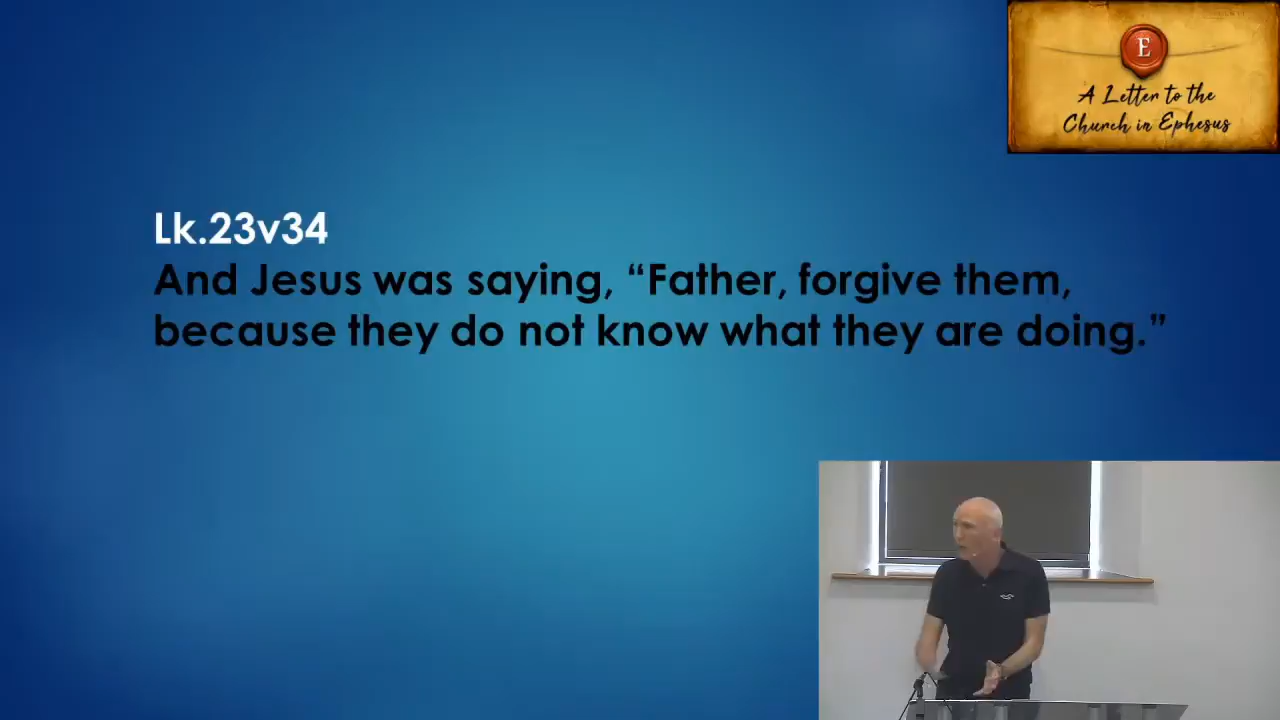 E
A Letter to the
Church in Ephesus
Lk.23v34
And Jesus was saying, “Father, forgive them,
because they do not know what they are doing.”